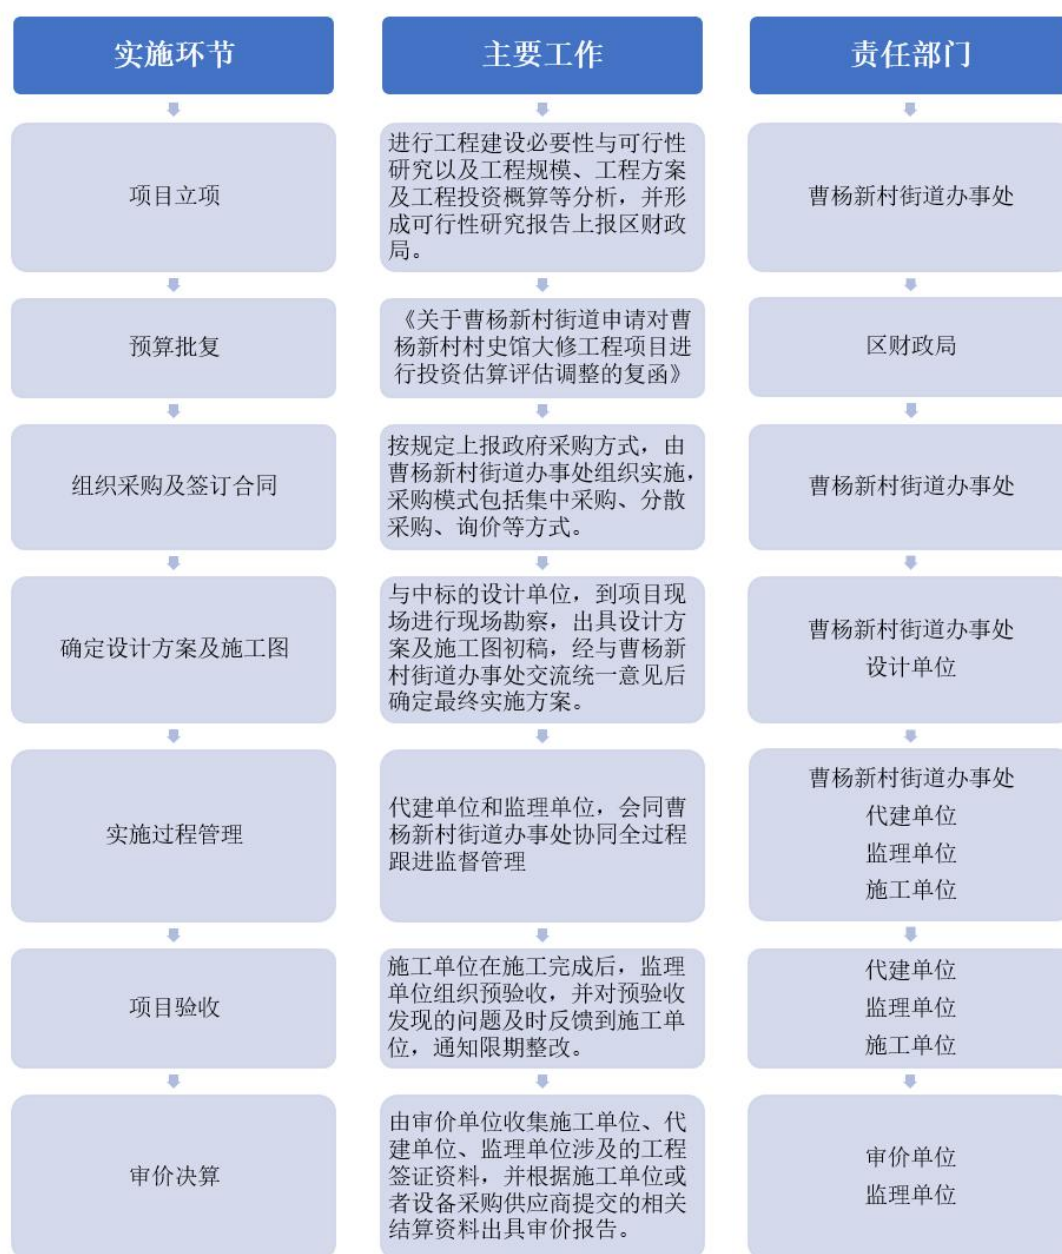 实施环节
主要工作
责任部门
项目立项
进行工程建设必要性与可行性
研究以及工程规模、工程方案
及工程投资概算等分析，并形
成可行性研究报告上报区财政
局。
曹杨新村街道办事处
预算批复
《关于曹杨新村街道申请对曹
杨新村村史馆大修工程项目进
行投资估算评估调整的复函》
区财政局
组织采购及签订合同
按规定上报政府采购方式，由
曹杨新村街道办事处组织实施，
采购模式包括集中采购、分散
采购、询价等方式。
曹杨新村街道办事处
确定设计方案及施工图
与中标的设计单位，到项目现
场进行现场勘察，出具设计方
案及施工图初稿，经与曹杨新
村街道办事处交流统一意见后
确定最终实施方案。
曹杨新村街道办事处
设计单位
实施过程管理
代建单位和监理单位，会同曹
杨新村街道办事处协同全过程
跟进监督管理
曹杨新村街道办事处
代建单位
监理单位
施工单位
项目验收
施工单位在施工完成后，监理
单位组织预验收，并对预验收
发现的问题及时反馈到施工单
位，通知限期整改。
代建单位
监理单位
施工单位
审价决算
由审价单位收集施工单位、代
建单位、监理单位涉及的工程
签证资料，并根据施工单位或
者设备采购供应商提交的相关
结算资料出具审价报告。
审价单位
监理单位